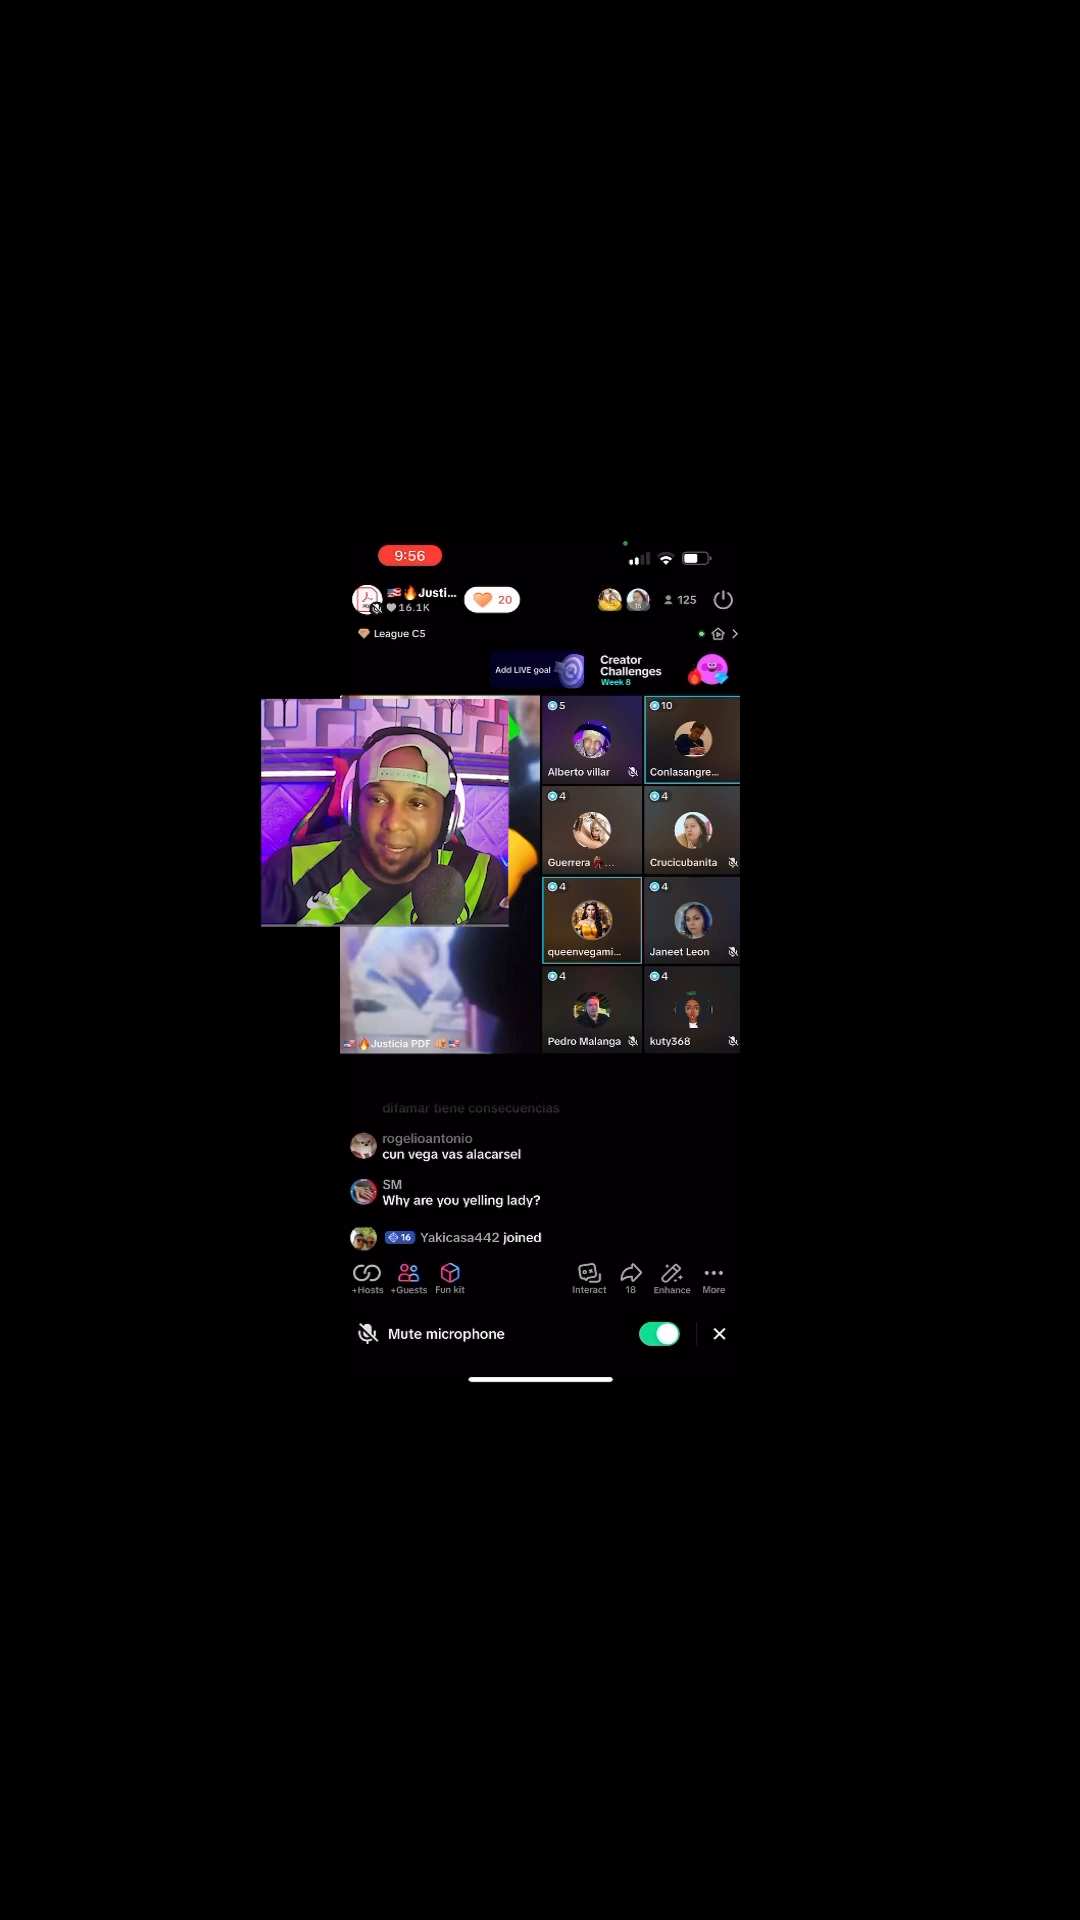 9:56
Justi...
20
16.1K
125
League C5
Add LIVE goal
Creator
Challenges
Week 8
5
Alberto villar
10
Conlasangre...
4
Guerrera ...
4
Crucicubanita
4
queenvegami...
4
Janeet Leon
4
Pedro Malanga
4
kuty368
Justicia PDF
difamar tiene consecuencias
rogelioantonio
cun vega vas alacarsel
SM
Why are you yelling lady?
16 Yakicasa442 joined
+Hosts
+Guests
Fun kit
Interact
18
Enhance
More
Mute microphone